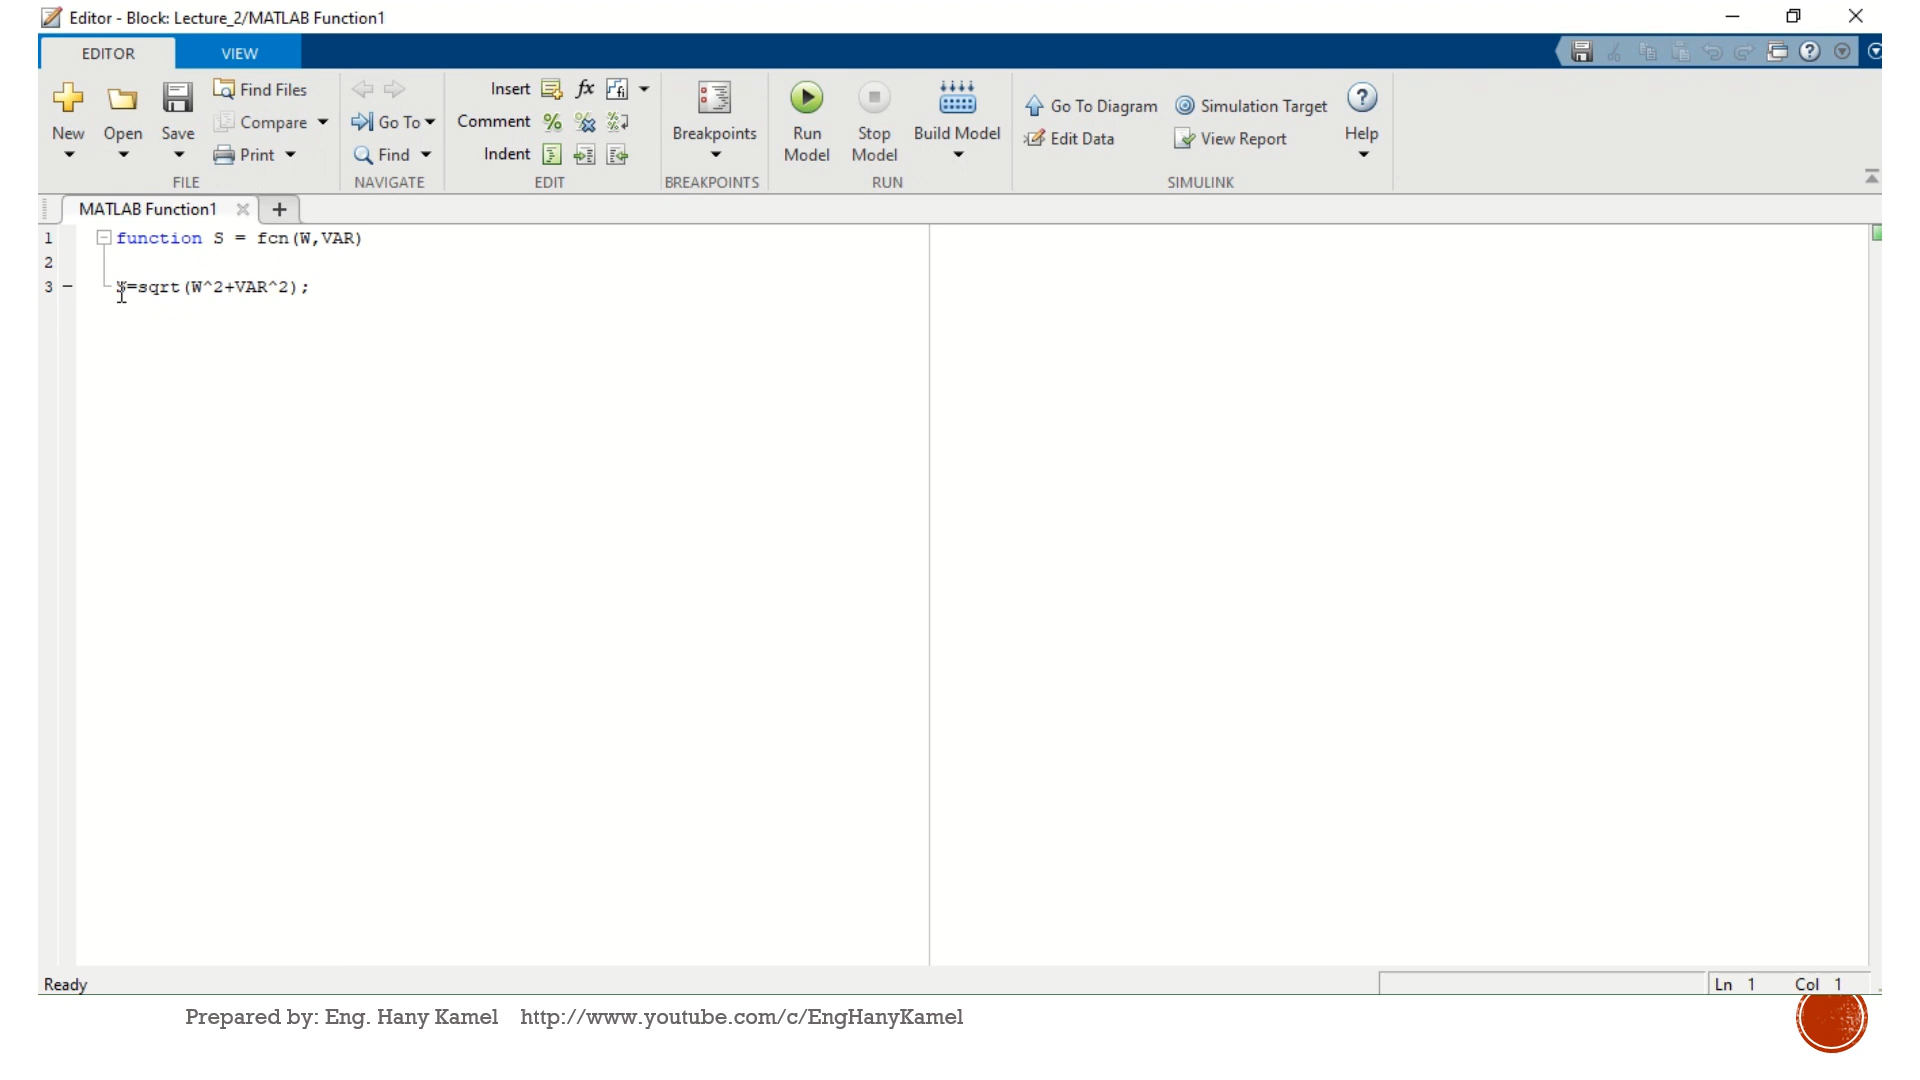 Editor - Block: Lecture_2/MATLAB Function1
EDITOR VIEW
New Open Save Find Files Compare Print
FILE
Go To Find
NAVIGATE
Insert fx
Comment
Indent
EDIT
Breakpoints
BREAKPOINTS
Run Model Stop Model Build Model
RUN
Go To Diagram Simulation Target
Edit Data View Report
Help
SIMULINK
MATLAB Function1
1 function S = fcn(W,VAR)
2
3 S=sqrt(W^2+VAR^2);
Ready Ln 1 Col 1
Prepared by: Eng. Hany Kamel http://www.youtube.com/c/EngHanyKamel